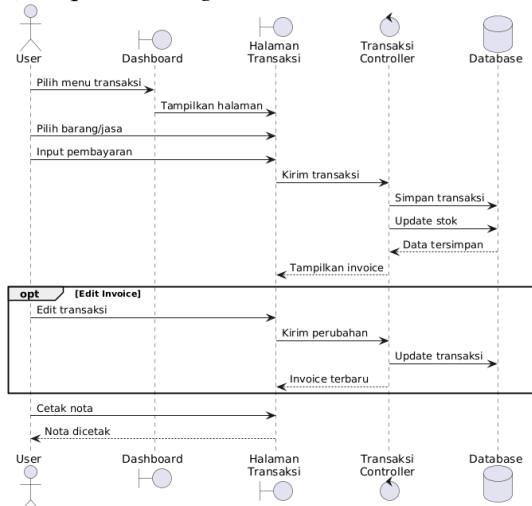 User
Dashboard
Halaman
Transaksi
Transaksi
Controller
Database
Pilih menu transaksi
Tampilkan halaman
Pilih barang/jasa
Input pembayaran
Kirim transaksi
Simpan transaksi
Update stok
Data tersimpan
Tampilkan invoice
opt [Edit Invoice]
Edit transaksi
Kirim perubahan
Update transaksi
Invoice terbaru
Cetak nota
Nota dicetak
User
Dashboard
Halaman
Transaksi
Transaksi
Controller
Database